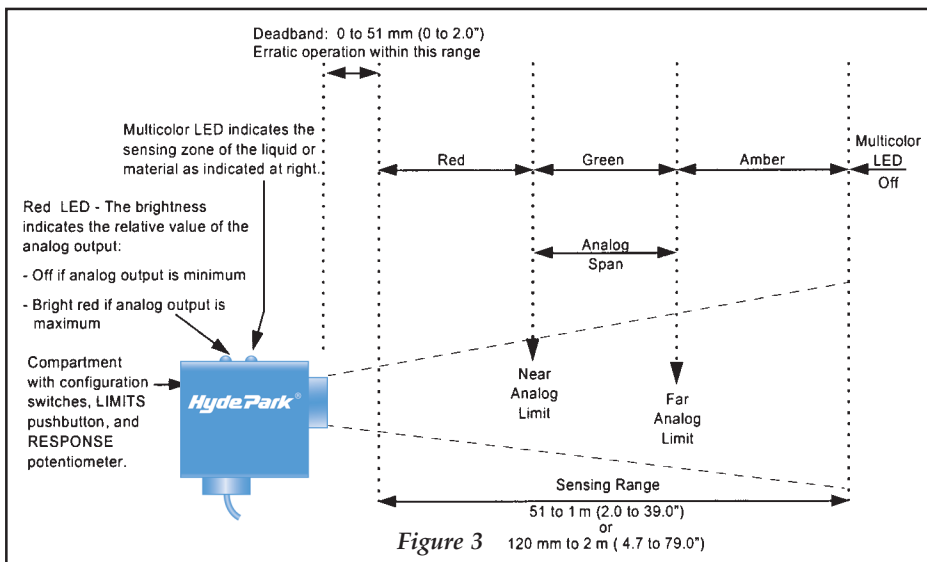 Deadband: 0 to 51 mm (0 to 2.0")
Erratic operation within this range
Multicolor LED indicates the
sensing zone of the liquid or
material as indicated at right.
Red
Green
Amber
Multicolor
LED
Off
Red LED - The brightness
indicates the relative value of the
analog output:
- Off if analog output is minimum
- Bright red if analog output is
maximum
Analog
Span
Compartment
with configuration
switches, LIMITS
pushbutton, and
RESPONSE
potentiometer.
HydePark®
Near
Analog
Limit
Far
Analog
Limit
Sensing Range
51 to 1 m (2.0 to 39.0")
or
120 mm to 2 m ( 4.7 to 79.0")
Figure 3